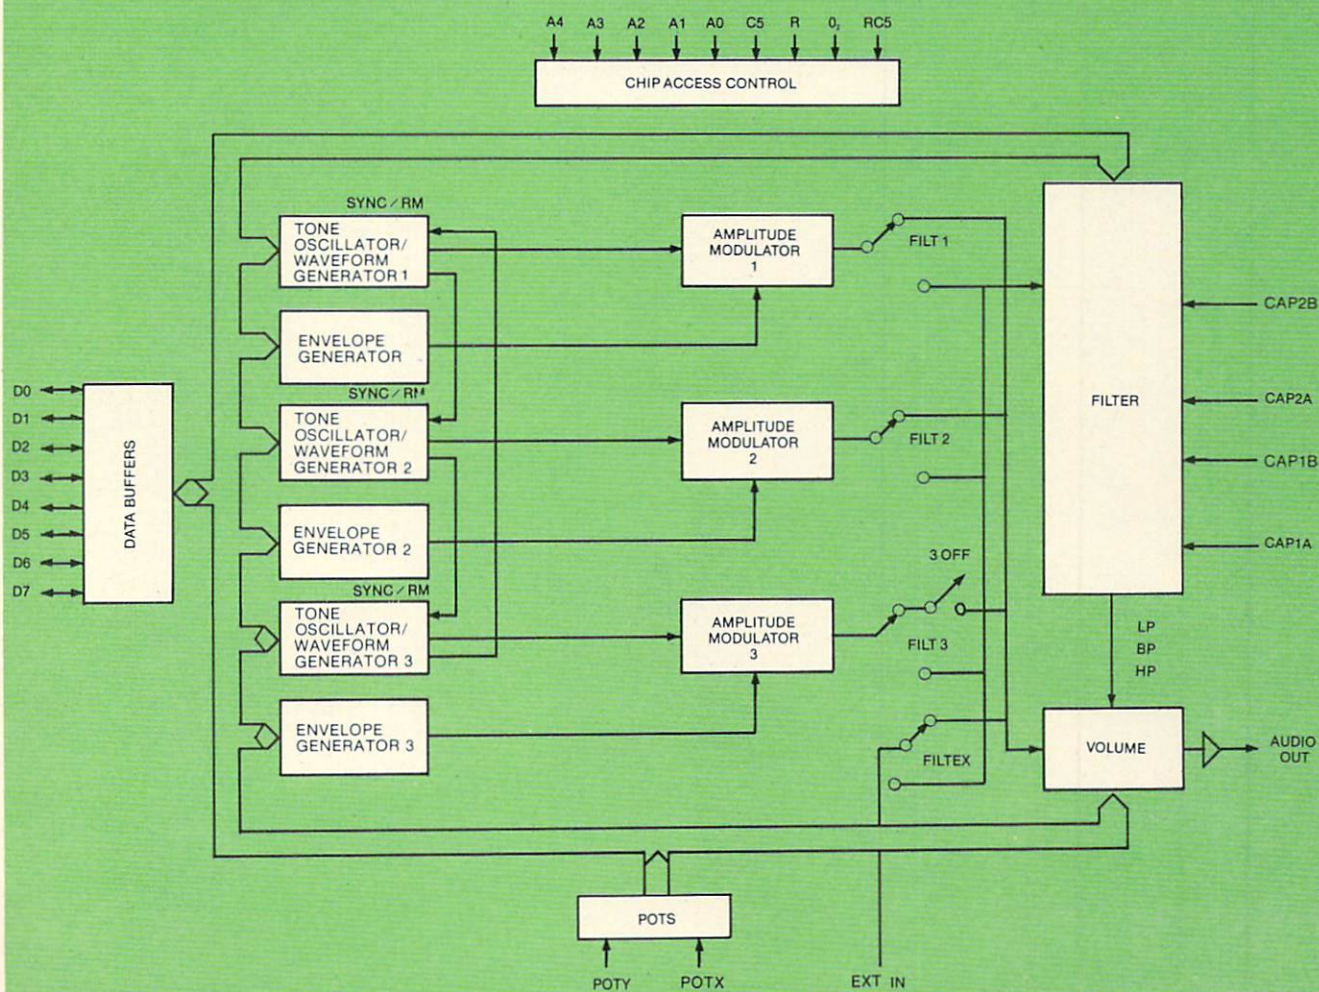 A4 A3 A2 A1 A0 C5 R 0₂ RC5
CHIP ACCESS CONTROL
SYNC/RM
TONE
OSCILLATOR/
WAVEFORM
GENERATOR 1
AMPLITUDE
MODULATOR
1
FILT 1
ENVELOPE
GENERATOR
SYNC/RM
TONE
OSCILLATOR/
WAVEFORM
GENERATOR 2
AMPLITUDE
MODULATOR
2
FILT 2
ENVELOPE
GENERATOR 2
SYNC/RM
TONE
OSCILLATOR/
WAVEFORM
GENERATOR 3
AMPLITUDE
MODULATOR
3
3 OFF
FILT 3
ENVELOPE
GENERATOR 3
FILTEX
D0
D1
D2
D3
D4
D5
D6
D7
DATA BUFFERS
FILTER
CAP2B
CAP2A
CAP1B
CAP1A
LP
BP
HP
VOLUME
AUDIO
OUT
POTS
POTY POTX EXT IN